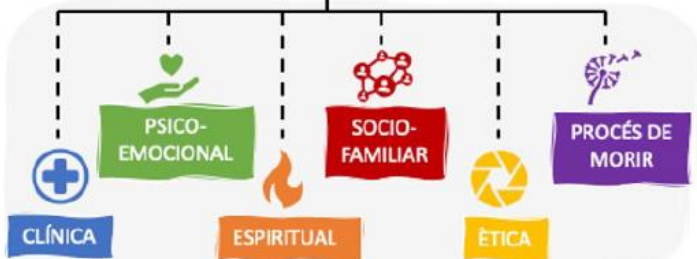 PSICO-
EMOCIONAL
SOCIO-
FAMILIAR
PROCÉS DE
MORIR
CLÍNICA
ESPIRITUAL
ÈTICA